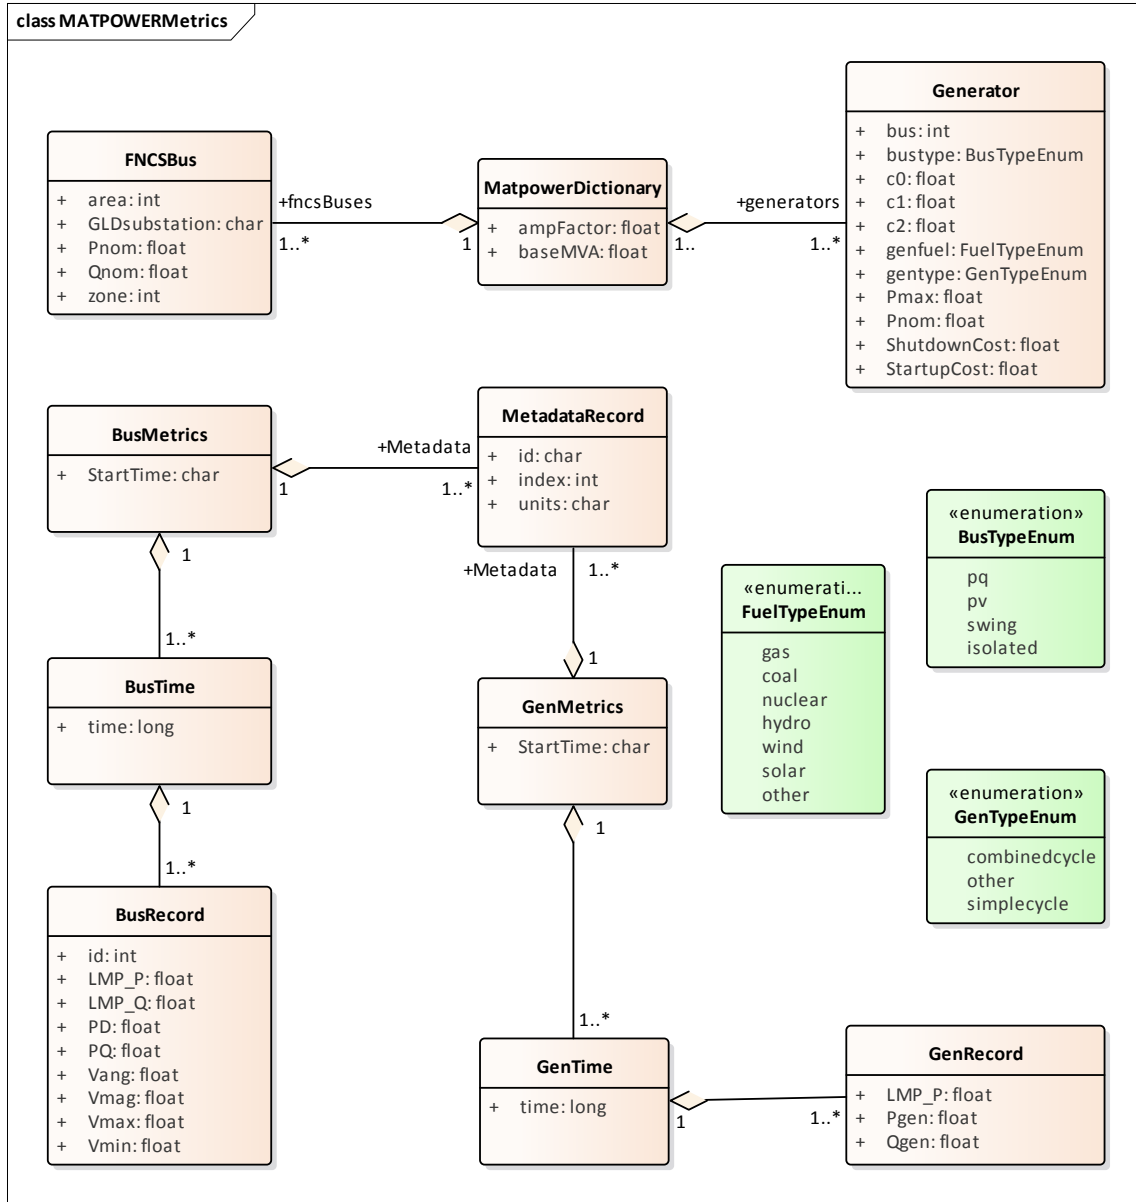 class MATPOWERMetrics
FNCSBus
+ area: int
+ GLDsubstation: char
+ Pnom: float
+ Qnom: float
+ zone: int
+fncsBuses
1..*
1
MatpowerDictionary
+ ampFactor: float
+ baseMVA: float
+generators
1..
1..*
Generator
+ bus: int
+ bustype: BusTypeEnum
+ c0: float
+ c1: float
+ c2: float
+ genfuel: FuelTypeEnum
+ gentype: GenTypeEnum
+ Pmax: float
+ Pnom: float
+ ShutdownCost: float
+ StartupCost: float
BusMetrics
+ StartTime: char
+Metadata
1
1..*
MetadataRecord
+ id: char
+ index: int
+ units: char
1
1..*
+Metadata
1..*
1
BusTime
+ time: long
1
1..*
BusRecord
+ id: int
+ LMP_P: float
+ LMP_Q: float
+ PD: float
+ PQ: float
+ Vang: float
+ Vmag: float
+ Vmax: float
+ Vmin: float
GenMetrics
+ StartTime: char
1
1..*
GenTime
+ time: long
1
1..*
GenRecord
+ LMP_P: float
+ Pgen: float
+ Qgen: float
«enumerati...
FuelTypeEnum
gas
coal
nuclear
hydro
wind
solar
other
«enumeration»
BusTypeEnum
pq
pv
swing
isolated
«enumeration»
GenTypeEnum
combinedcycle
other
simplecycle